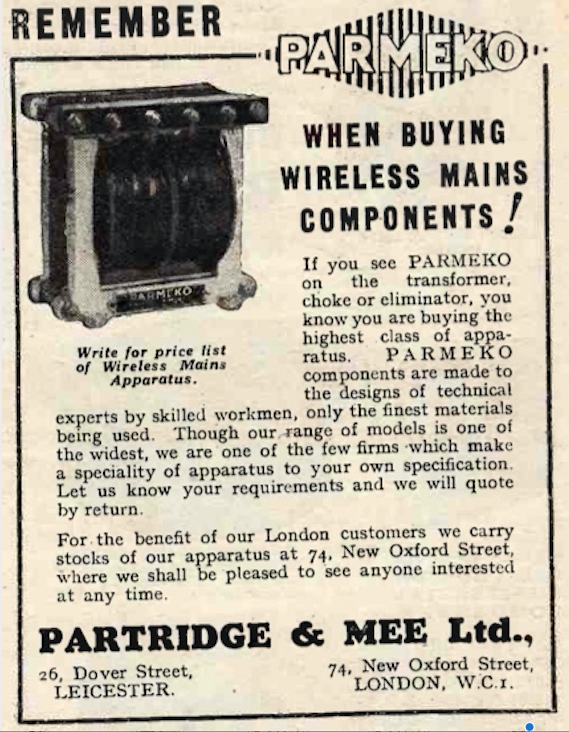 REMEMBER
PARMEKO
WHEN BUYING
WIRELESS MAINS
COMPONENTS!
PARMEKO
Write for price list
of Wireless Mains
Apparatus.
If you see PARMEKO
on the transformer,
choke or eliminator, you
know you are buying the
highest class of appa-
ratus. PARMEKO
components are made to
the designs of technical
experts by skilled workmen, only the finest materials
being used. Though our range of models is one of
the widest, we are one of the few firms which make
a speciality of apparatus to your own specification.
Let us know your requirements and we will quote
by return.
For the benefit of our London customers we carry
stocks of our apparatus at 74, New Oxford Street,
where we shall be pleased to see anyone interested
at any time.
PARTRIDGE & MEE Ltd.,
26, Dover Street,
LEICESTER.
74, New Oxford Street,
LONDON, W.C.1.